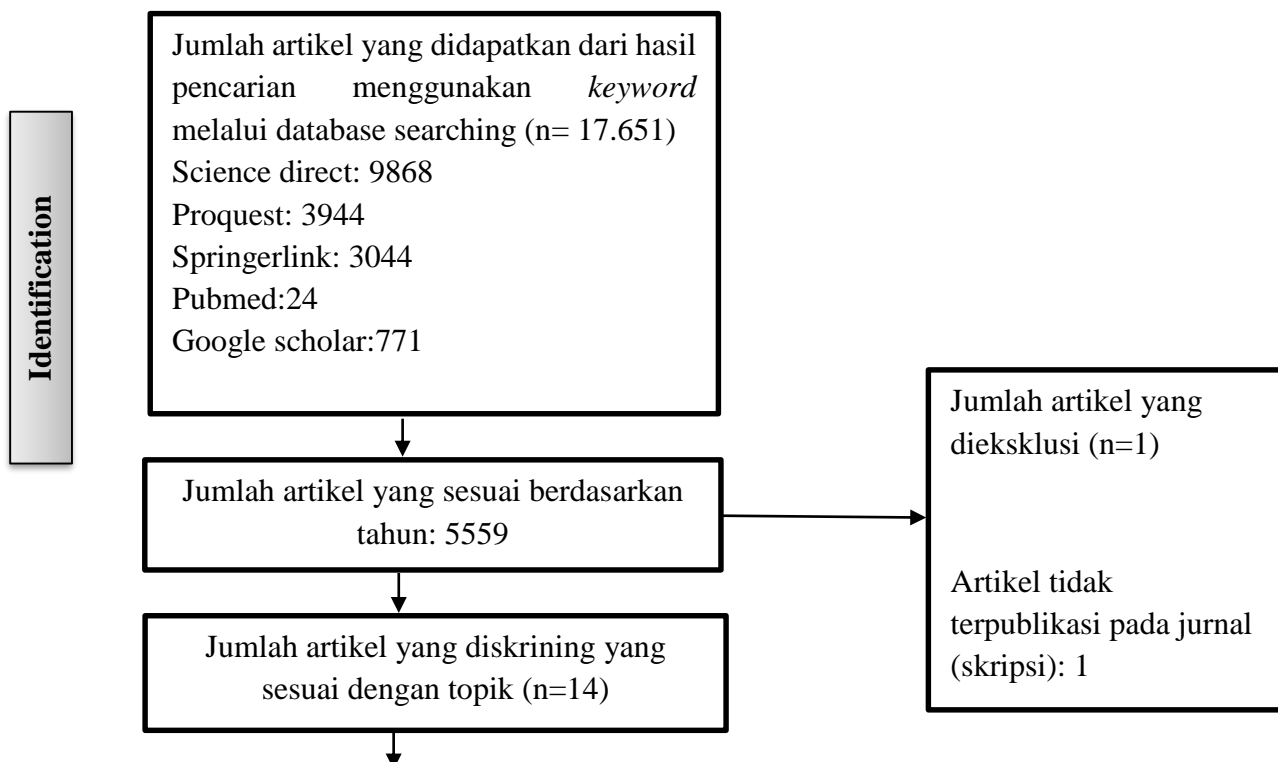 Jumlah artikel yang didapatkan dari hasil
pencarian menggunakan keyword
melalui database searching (n= 17.651)
Science direct: 9868
Proquest: 3944
Springerlink: 3044
Pubmed:24
Google scholar:771
Identification
Jumlah artikel yang sesuai berdasarkan
tahun: 5559
Jumlah artikel yang
dieksklusi (n=1)
Artikel tidak
terpublikasi pada jurnal
(skripsi): 1
Jumlah artikel yang diskrining yang
sesuai dengan topik (n=14)